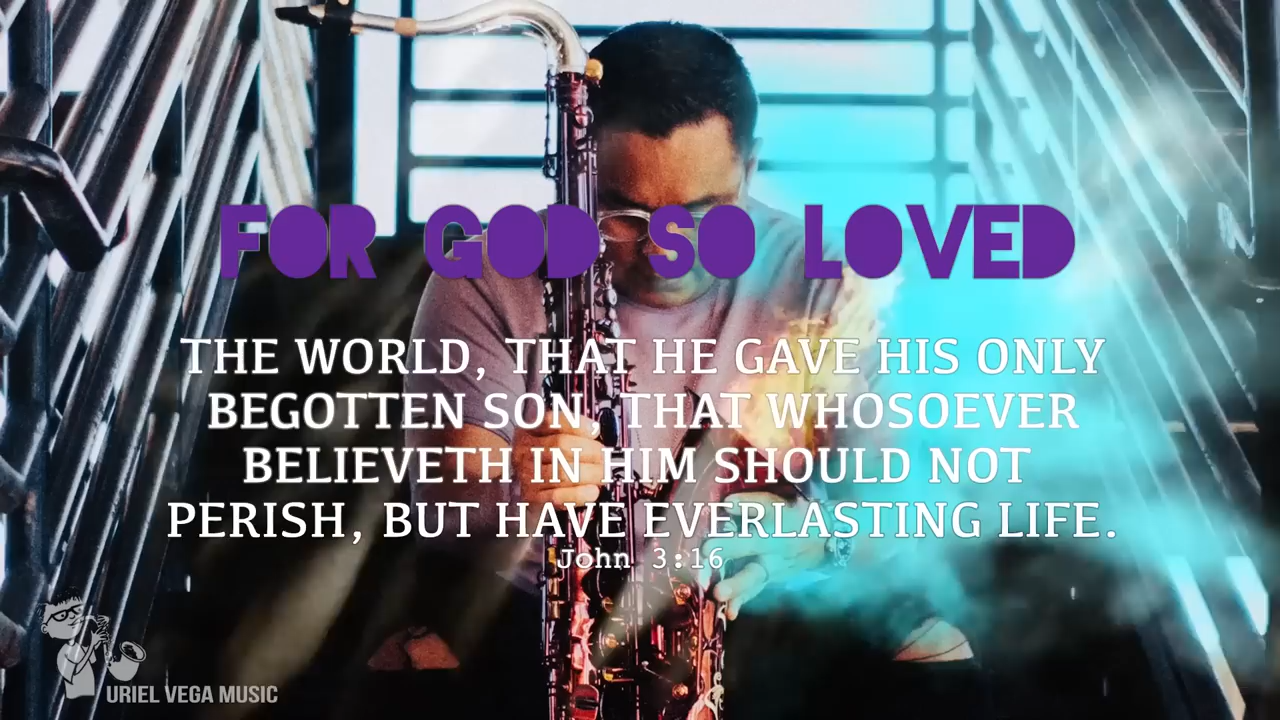 FOR GOD SO LOVED
THE WORLD, THAT HE GAVE HIS ONLY
BEGOTTEN SON, THAT WHOSOEVER
BELIEVETH IN HIM SHOULD NOT
PERISH, BUT HAVE EVERLASTING LIFE.
John 3:16
URIEL VEGA MUSIC